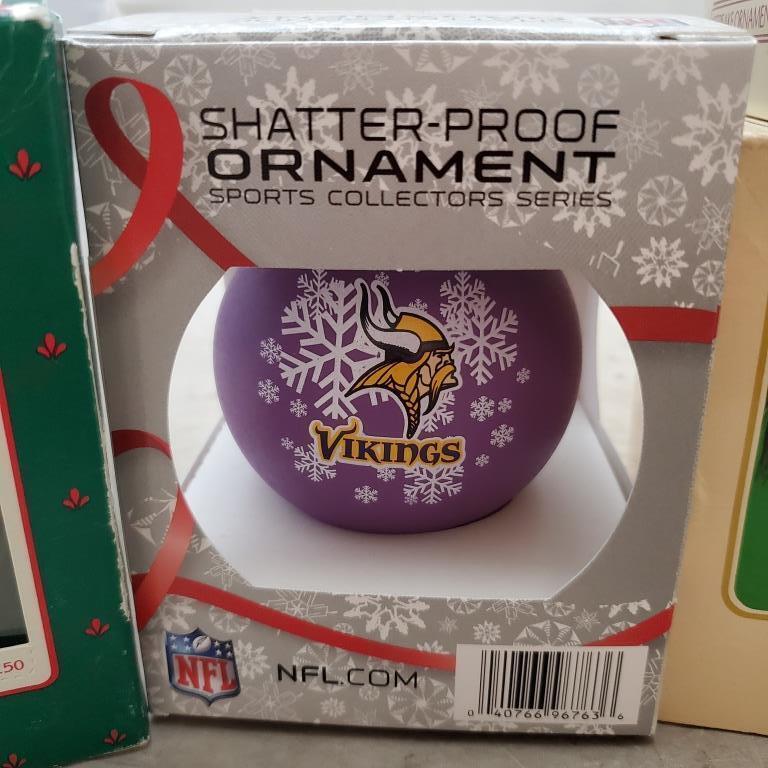 SHATTER-PROOF
ORNAMENT
SPORTS COLLECTORS SERIES
VIKINGS
NFL
NFL.COM
0 40766 96763 6
.50